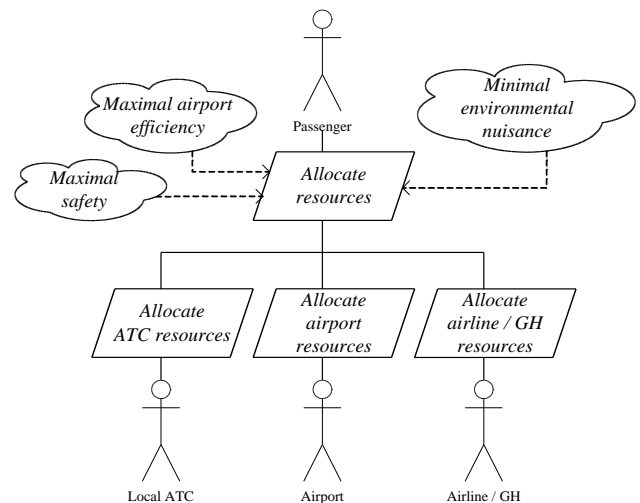 Maximal airport
efficiency
Minimal
environmental
nuisance
Passenger
Maximal
safety
Allocate
resources
Allocate
ATC resources
Allocate
airport
resources
Allocate
airline / GH
resources
Local ATC
Airport
Airline / GH